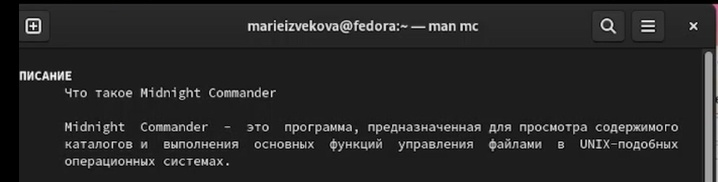 marieizvekova@fedora:~ — man mc
ПИСАНИЕ
Что такое Midnight Commander
Midnight Commander - это программа, предназначенная для просмотра содержимого
каталогов и выполнения основных функций управления файлами в UNIX-подобных
операционных системах.